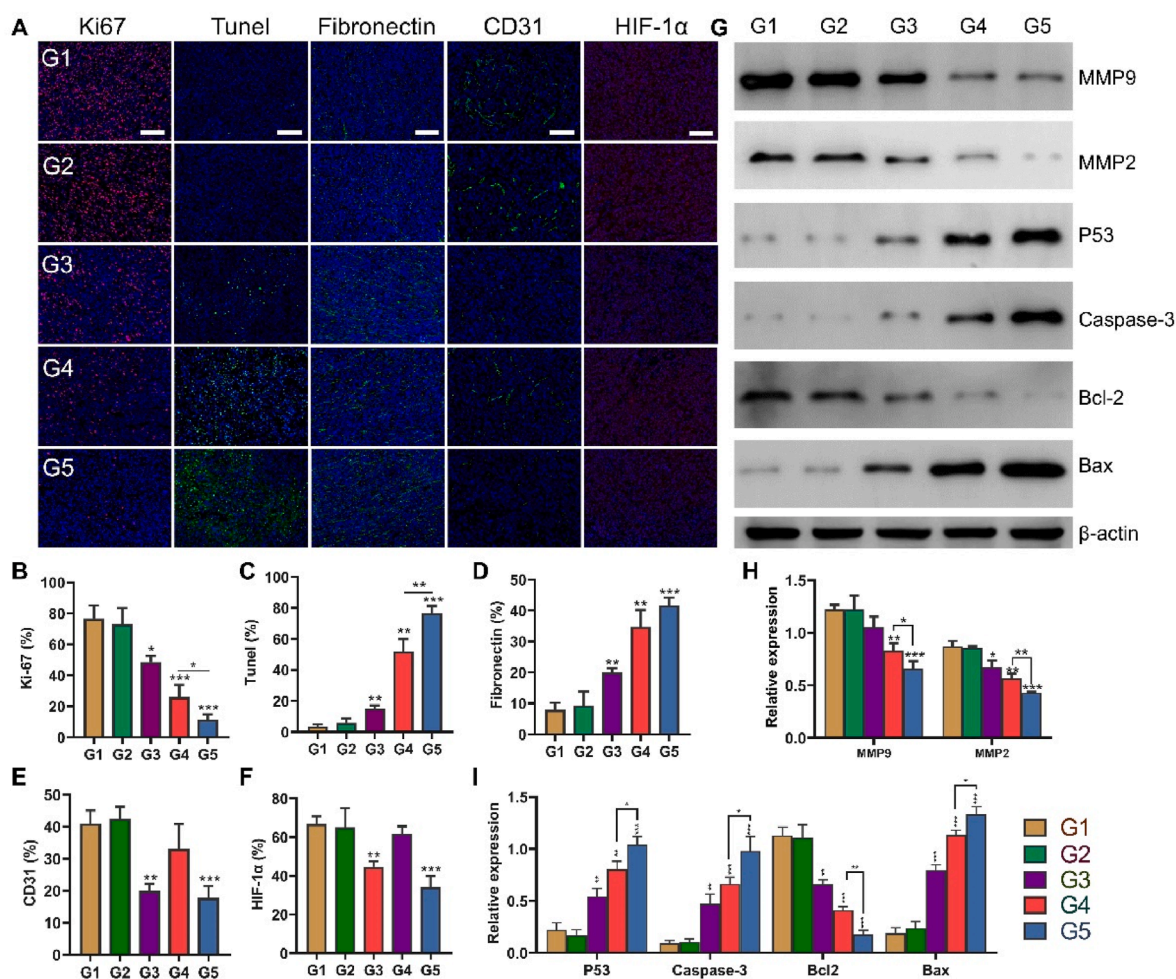 A
Ki67 Tunel Fibronectin CD31 HIF-1α
G1
G2
G3
G4
G5
G
G1 G2 G3 G4 G5
MMP9
MMP2
P53
Caspase-3
Bcl-2
Bax
β-actin
B
Ki-67 (%)
100
80
60
40
20
0
*
***
*
***
G1 G2 G3 G4 G5
C
Tunel (%)
100
80
60
40
20
0
**
**
**
***
G1 G2 G3 G4 G5
D
Fibronectin (%)
50
40
30
20
10
0
**
**
***
G1 G2 G3 G4 G5
H
Relative expression
1.5
1.0
0.5
0.0
**
*
***
*
**
**
***
MMP9 MMP2
E
CD31 (%)
50
40
30
20
10
0
**
***
G1 G2 G3 G4 G5
F
HIF-1α (%)
80
60
40
20
0
**
***
G1 G2 G3 G4 G5
I
Relative expression
1.5
1.0
0.5
0.0
P53 Caspase-3 Bcl2 Bax
G1
G2
G3
G4
G5